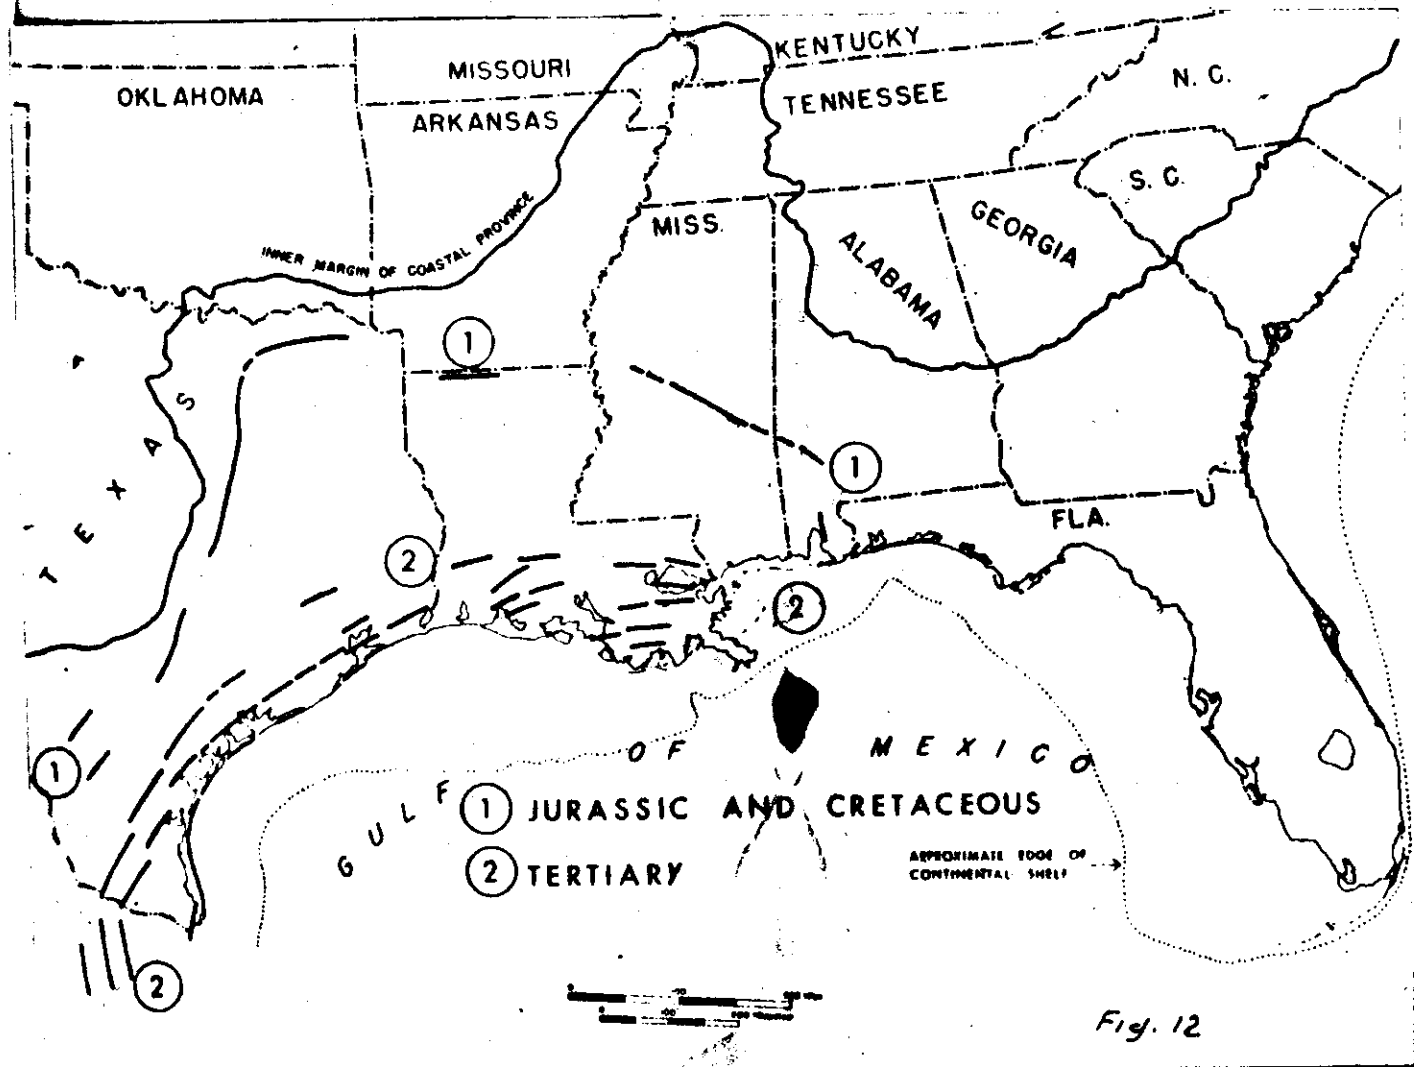 KENTUCKY
MISSOURI
OKLAHOMA
TENNESSEE
N. C.
ARKANSAS
S. C.
INNER MARGIN OF COASTAL PROVINCE
MISS.
GEORGIA
ALABAMA
1
TEXAS
1
FLA.
2
2
1
OF MEXICO
GULF
1 JURASSIC AND CRETACEOUS
2 TERTIARY
APPROXIMATE EDGE OF
CONTINENTAL SHELF
2
Fig. 12